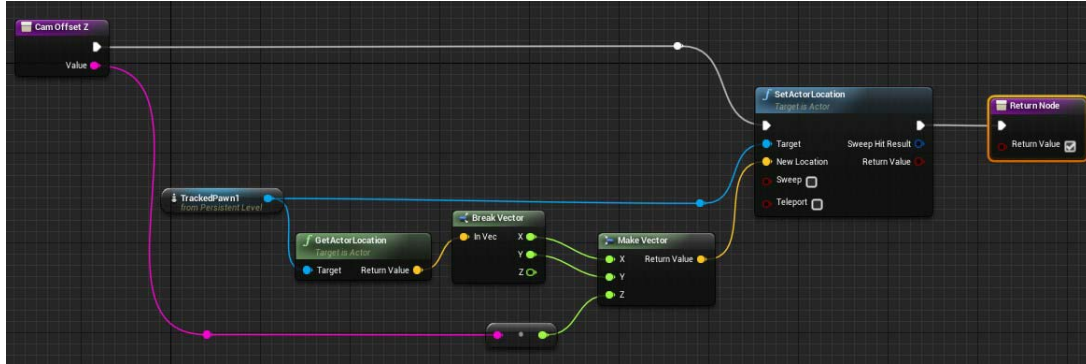 Cam Offset Z
Value
SetActorLocation
Target is Actor
Target
Sweep Hit Result
New Location
Return Value
Sweep
Teleport
Return Node
Return Value
TrackedPawn1
from Persistent Level
GetActorLocation
Target is Actor
Target
Return Value
Break Vector
In Vec
X
Y
Z
Make Vector
X
Return Value
Y
Z